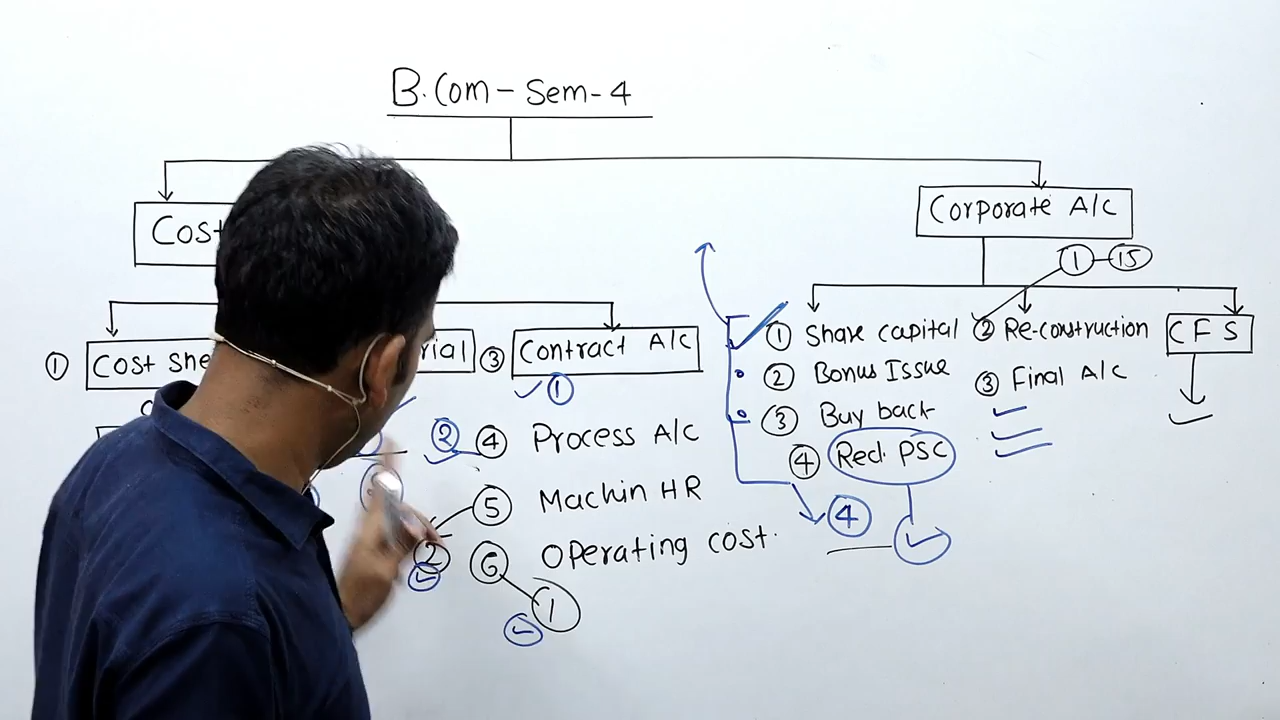 B.Com - Sem - 4
Cost
Corporate A/c
1 - 15
① Cost She
rial
③ Contract A/c
① Share capital
② Re-construction
C F S
✓ ①
② Bonus Issue
③ Final A/c
③ Buy back
② ④ Process A/c
④ Red. PSC
⑤ Machin HR
④
② ⑥ Operating cost.
①